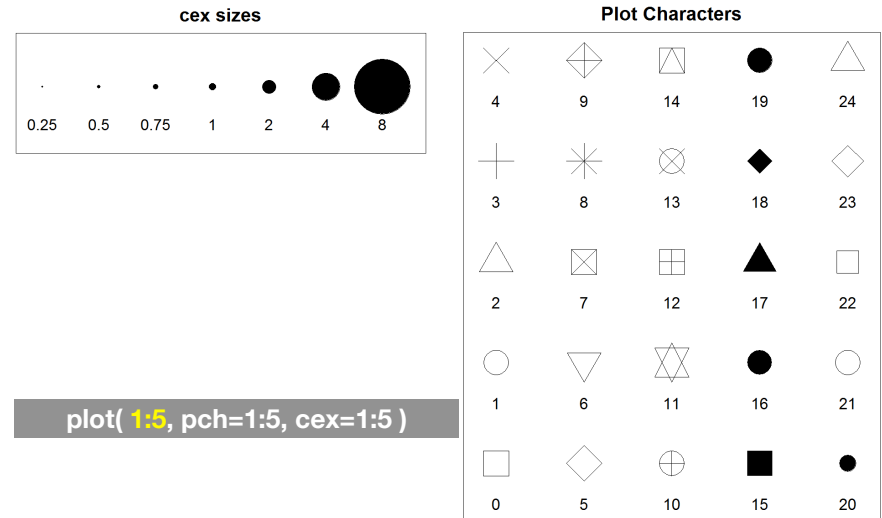 cex sizes
0.25 0.5 0.75 1 2 4 8
Plot Characters
4 9 14 19 24
3 8 13 18 23
2 7 12 17 22
1 6 11 16 21
plot( 1:5, pch=1:5, cex=1:5 )
0 5 10 15 20